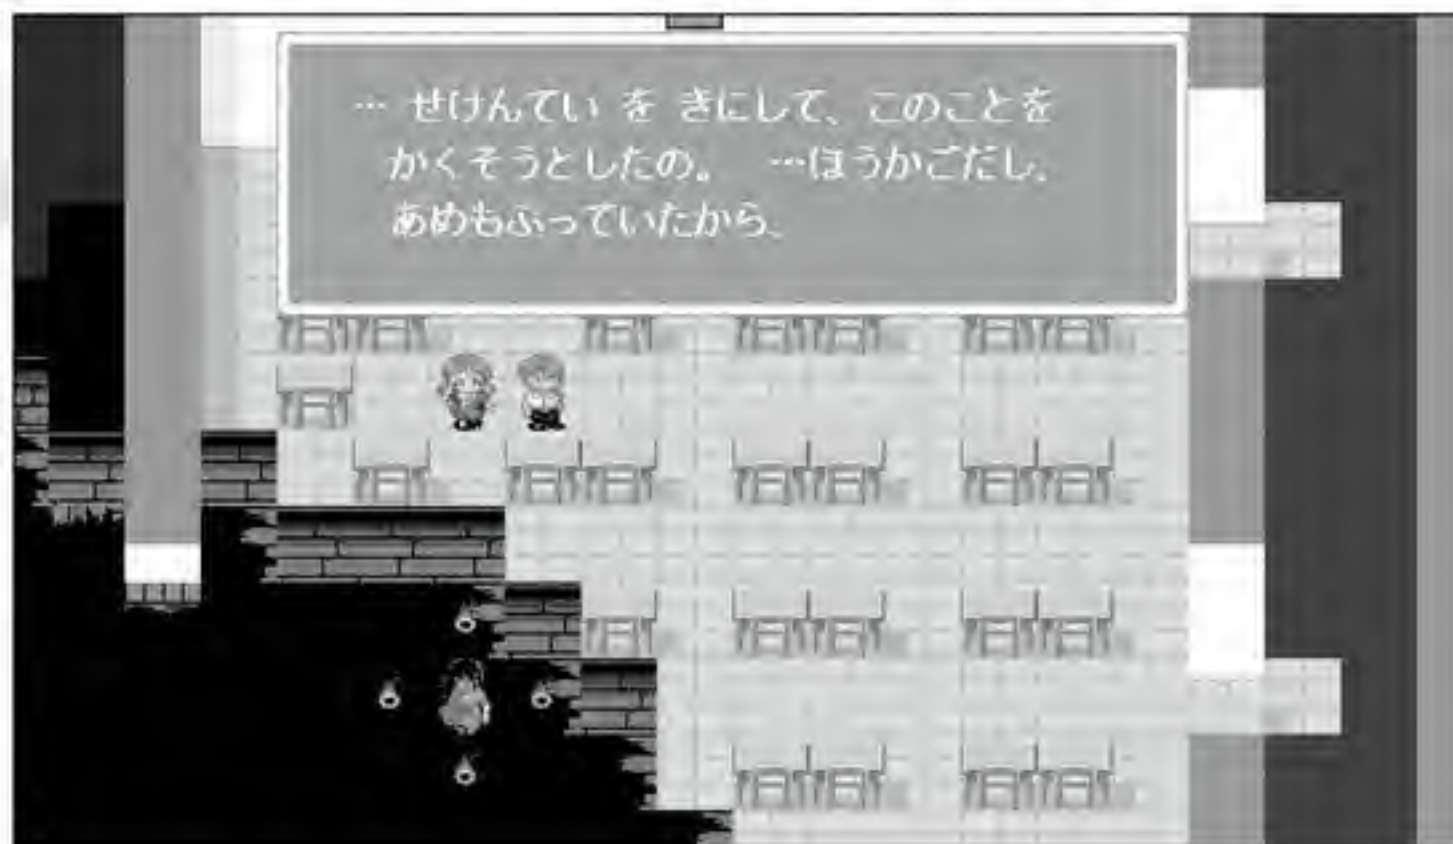 … せけんてい を きにして、このことを
かくそうとしたの。 …ほうかごだし、
あめもふっていたから、